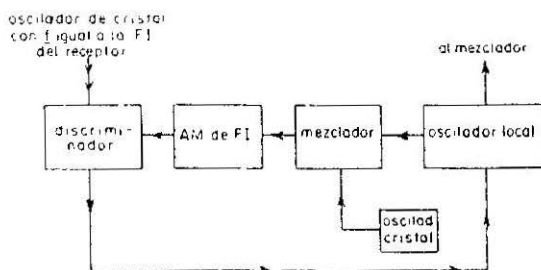 oscilador de cristal
con f igual a la FI
del receptor
al mezclador
discrimi-
nador
AM de FI
mezclador
oscilador local
oscilad
cristal